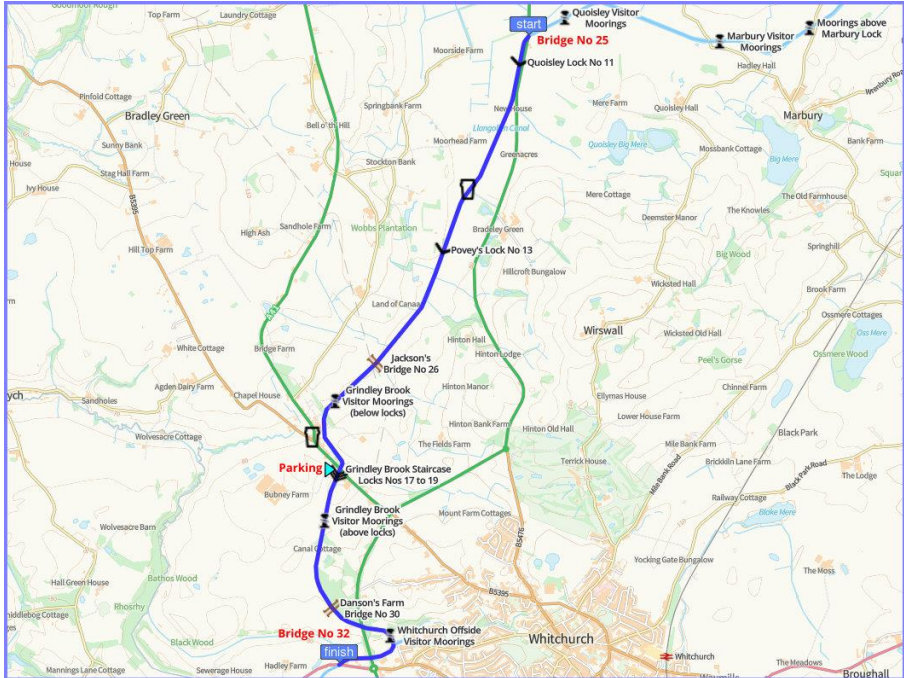 Top Farm
Laundry Cottage
start
Quoisley Visitor
Moorings
Bridge No 25
Moorings above
Marbury Lock
Marbury Visitor
Moorings
Hadley Hall
Moorside Farm
Quoisley Lock No 11
Pinfold Cottage
Bradley Green
Springbank Farm
New House
Mere Farm
Quoisley Hall
Marbury
Bell o' th' Hill
Llangollen Canal
Sunny Bank
Moorhead Farm
Quoisley Big Mere
Mossbank Cottage
Bank Farm
House
Stag Hall Farm
Stockton Bank
Greenacres
Big Mere
Ivy House
B5395
Mere Cottage
The Old Farmhouse
Deemster Manor
The Knowles
Sandhole Farm
Wobbs Plantation
Bradeley Green
High Ash
Povey's Lock No 13
Hill Top Farm
Springhill
Big Wood
Hillcroft Bungalow
Wicksted Hall
Brook Farm
Land of Canaan
A41
Ossmere Cottages
Wirswall
Wicksted Old Hall
Oss Mere
White Cottage
Bridge Farm
Hinton Hall
Hinton Lodge
Ossmere Wood
Jackson's
Bridge No 26
Peel's Gorse
Agden Dairy Farm
Hinton Manor
Chinnel Farm
Chapel House
Grindley Brook
Visitor Moorings
(below locks)
Ellymas House
Sandholes
Lower House Farm
Wolvesacre Cottage
Hinton Bank Farm
Hinton Old Hall
Black Park
The Fields Farm
Mile Bank Farm
Parking
Grindley Brook Staircase
Locks Nos 17 to 19
Terrick House
Mile Bank Road
Brickkiln Lane Farm
Black Park Road
The Lodge
Bubney Farm
Railway Cottage
Grindley Brook
Visitor Moorings
(above locks)
Mount Farm Cottages
Blake Mere
Wolvesacre Barn
B5476
Canal Cottage
Yocking Gate Bungalow
The Moss
Hall Green House
Bathos Wood
B5395
Rhosrhy
Danson's Farm
Bridge No 30
Black Wood
Bridge No 32
Whitchurch Offside
Visitor Moorings
Whitchurch
finish
Hadley Farm
Whitchurch
The Meadows
Mannings Lane Cottage
Sewerage House
Broughall